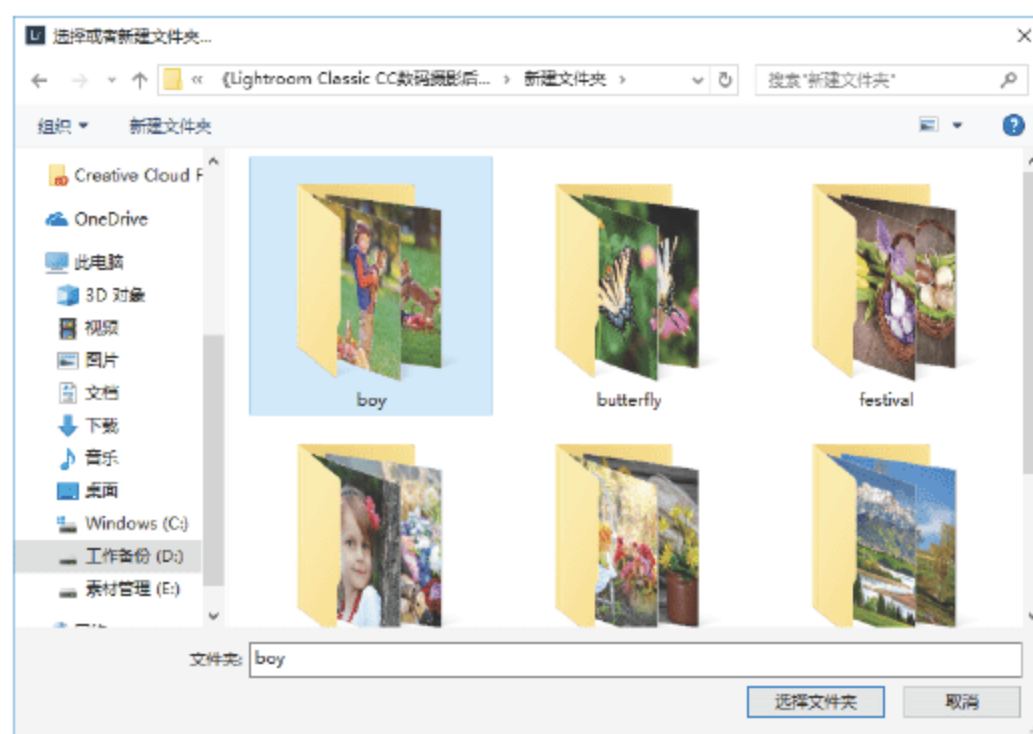 Lr 选择或者新建文件夹...
« 《Lightroom Classic CC数码摄影后... › 新建文件夹 ›
搜索"新建文件夹"
组织
新建文件夹
Creative Cloud F
OneDrive
此电脑
3D 对象
视频
图片
文档
下载
音乐
桌面
Windows (C:)
工作备份 (D:)
素材管理 (E:)
boy
butterfly
festival
文件夹:
boy
选择文件夹
取消